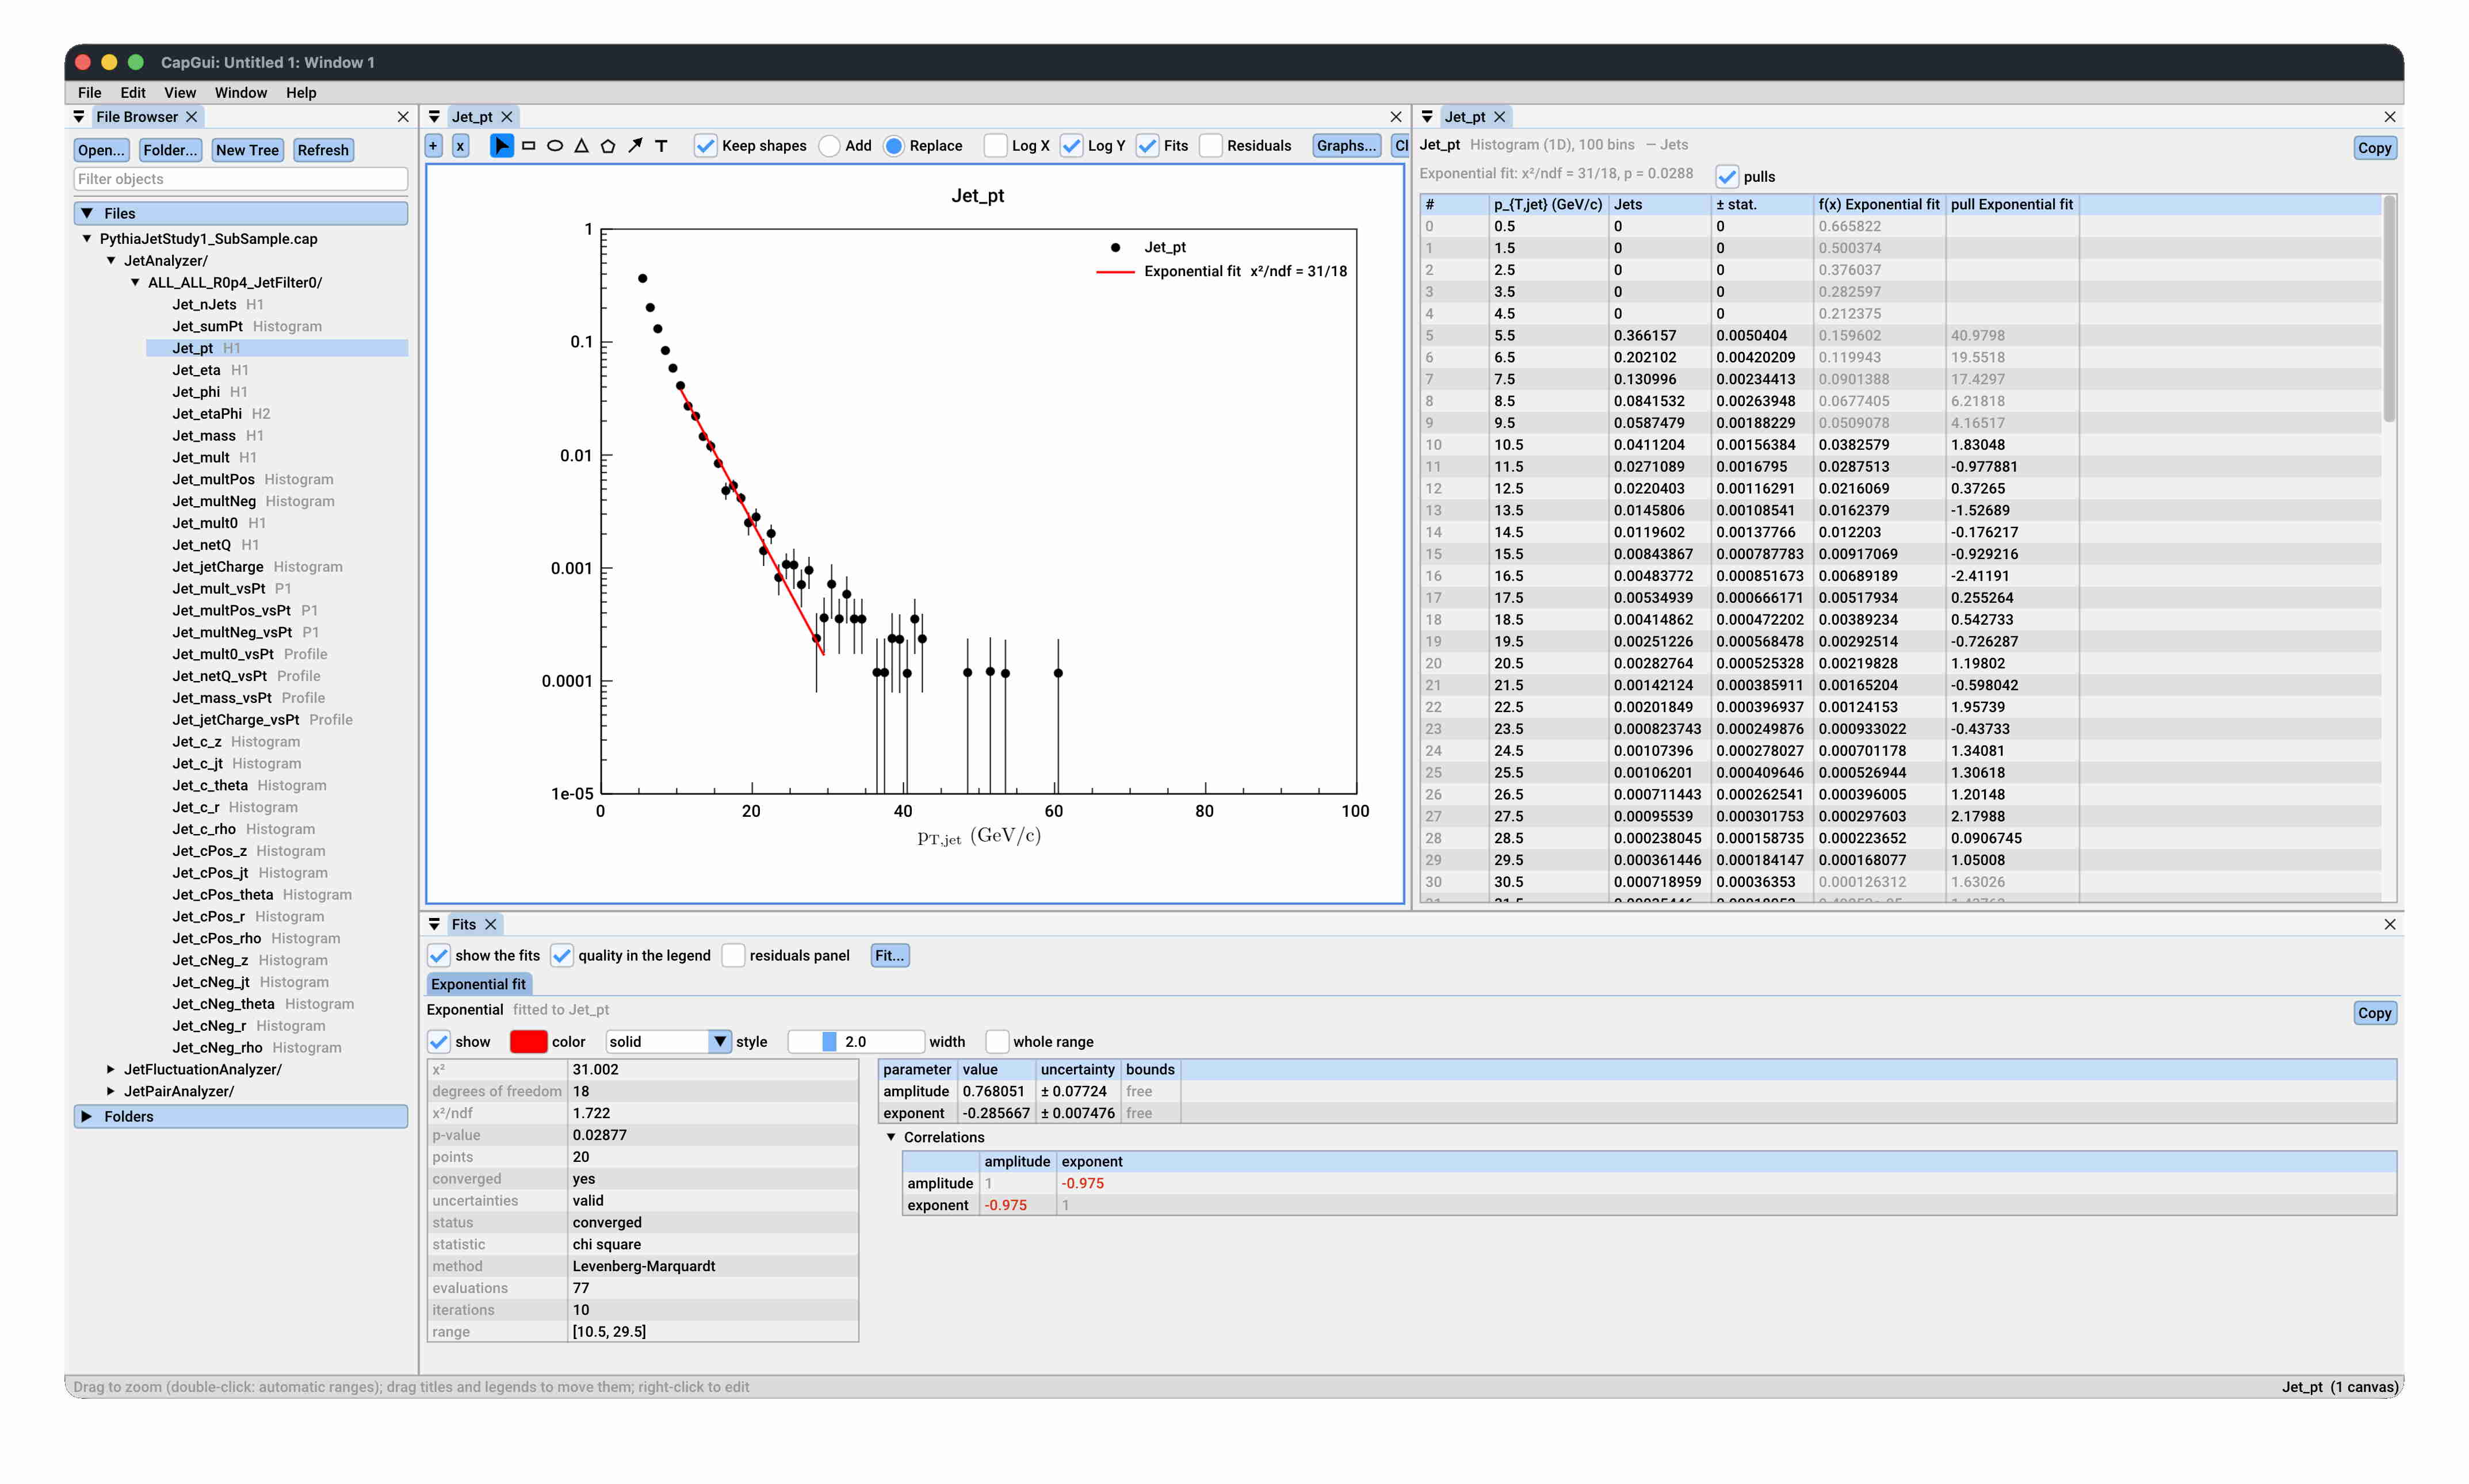 CapGui: Untitled 1: Window 1
File Edit View Window Help
File Browser
Open... Folder... New Tree Refresh
Filter objects
Files
PythiaJetStudy1_SubSample.cap
JetAnalyzer/
ALL_ALL_R0p4_JetFilter0/
Jet_nJets H1
Jet_sumPt Histogram
Jet_pt H1
Jet_eta H1
Jet_phi H1
Jet_etaPhi H2
Jet_mass H1
Jet_mult H1
Jet_multPos Histogram
Jet_multNeg Histogram
Jet_mult0 H1
Jet_netQ H1
Jet_jetCharge Histogram
Jet_mult_vsPt P1
Jet_multPos_vsPt P1
Jet_multNeg_vsPt P1
Jet_mult0_vsPt Profile
Jet_netQ_vsPt Profile
Jet_mass_vsPt Profile
Jet_jetCharge_vsPt Profile
Jet_c_z Histogram
Jet_c_jt Histogram
Jet_c_theta Histogram
Jet_c_r Histogram
Jet_c_rho Histogram
Jet_cPos_z Histogram
Jet_cPos_jt Histogram
Jet_cPos_theta Histogram
Jet_cPos_r Histogram
Jet_cPos_rho Histogram
Jet_cNeg_z Histogram
Jet_cNeg_jt Histogram
Jet_cNeg_theta Histogram
Jet_cNeg_r Histogram
Jet_cNeg_rho Histogram
JetFluctuationAnalyzer/
JetPairAnalyzer/
Folders
Jet_pt
+ x T Keep shapes Add Replace Log X Log Y Fits Residuals Graphs... Cl
Jet_pt
Jet_pt
Exponential fit x²/ndf = 31/18
1
0.1
0.01
0.001
0.0001
1e-05
0 20 40 60 80 100
pT,jet (GeV/c)
Jet_pt
Jet_pt Histogram (1D), 100 bins — Jets
Copy
Exponential fit: x²/ndf = 31/18, p = 0.0288 pulls
# p_{T,jet} (GeV/c) Jets ± stat. f(x) Exponential fit pull Exponential fit
0 0.5 0 0 0.665822
1 1.5 0 0 0.500374
2 2.5 0 0 0.376037
3 3.5 0 0 0.282597
4 4.5 0 0 0.212375
5 5.5 0.366157 0.0050404 0.159602 40.9798
6 6.5 0.202102 0.00420209 0.119943 19.5518
7 7.5 0.130996 0.00234413 0.0901388 17.4297
8 8.5 0.0841532 0.00263948 0.0677405 6.21818
9 9.5 0.0587479 0.00188229 0.0509078 4.16517
10 10.5 0.0411204 0.00156384 0.0382579 1.83048
11 11.5 0.0271089 0.0016795 0.0287513 -0.977881
12 12.5 0.0220403 0.00116291 0.0216069 0.37265
13 13.5 0.0145806 0.00108541 0.0162379 -1.52689
14 14.5 0.0119602 0.00137766 0.012203 -0.176217
15 15.5 0.00843867 0.000787783 0.00917069 -0.929216
16 16.5 0.00483772 0.000851673 0.00689189 -2.41191
17 17.5 0.00534939 0.000666171 0.00517934 0.255264
18 18.5 0.00414862 0.000472202 0.00389234 0.542733
19 19.5 0.00251226 0.000568478 0.00292514 -0.726287
20 20.5 0.00282764 0.000525328 0.00219828 1.19802
21 21.5 0.00142124 0.000385911 0.00165204 -0.598042
22 22.5 0.00201849 0.000396937 0.00124153 1.95739
23 23.5 0.000823743 0.000249876 0.000933022 -0.43733
24 24.5 0.00107396 0.000278027 0.000701178 1.34081
25 25.5 0.00106201 0.000409646 0.000526944 1.30618
26 26.5 0.000711443 0.000262541 0.000396005 1.20148
27 27.5 0.00095539 0.000301753 0.000297603 2.17988
28 28.5 0.000238045 0.000158735 0.000223652 0.0906745
29 29.5 0.000361446 0.000184147 0.000168077 1.05008
30 30.5 0.000718959 0.00036353 0.000126312 1.63026
Fits
show the fits quality in the legend residuals panel Fit...
Exponential fit
Exponential fitted to Jet_pt
Copy
show color solid style 2.0 width whole range
x² 31.002
degrees of freedom 18
x²/ndf 1.722
p-value 0.02877
points 20
converged yes
uncertainties valid
status converged
statistic chi square
method Levenberg-Marquardt
evaluations 77
iterations 10
range [10.5, 29.5]
parameter value uncertainty bounds
amplitude 0.768051 ± 0.07724 free
exponent -0.285667 ± 0.007476 free
Correlations
amplitude exponent
amplitude 1 -0.975
exponent -0.975 1
Drag to zoom (double-click: automatic ranges); drag titles and legends to move them; right-click to edit
Jet_pt (1 canvas)